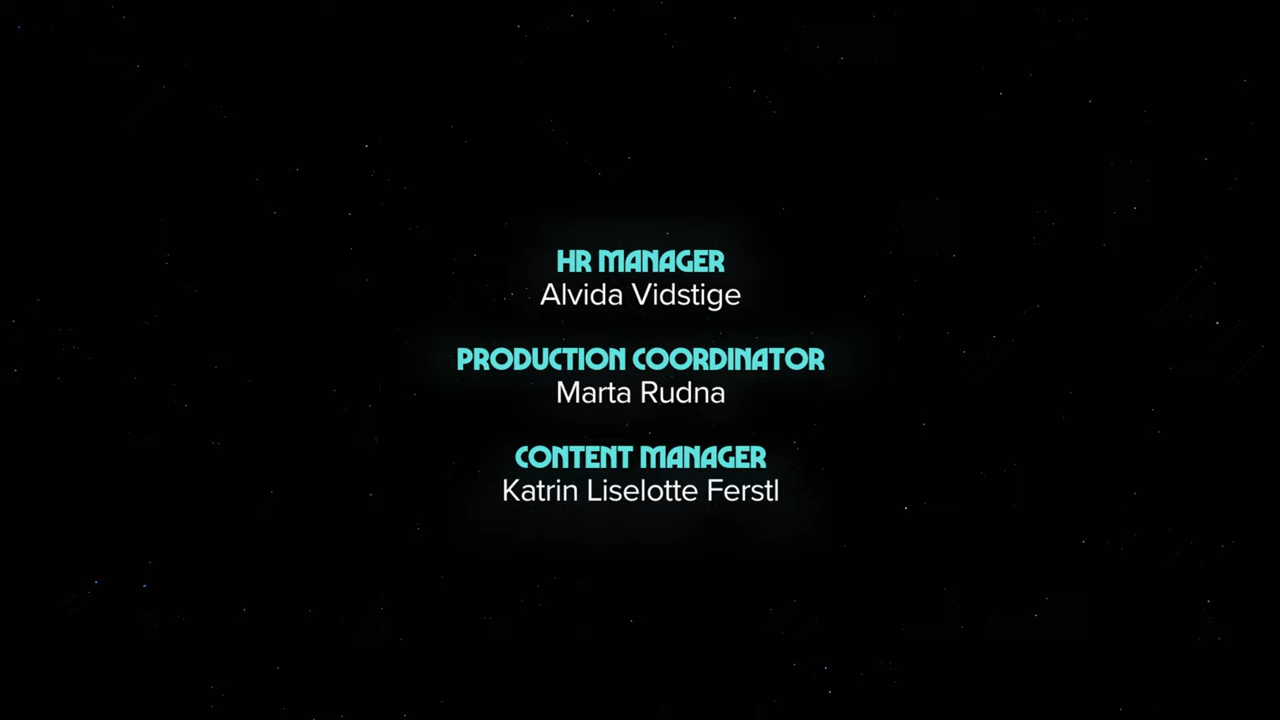 HR MANAGER
Alvida Vidstige
PRODUCTION COORDINATOR
Marta Rudna
CONTENT MANAGER
Katrin Liselotte Ferstl